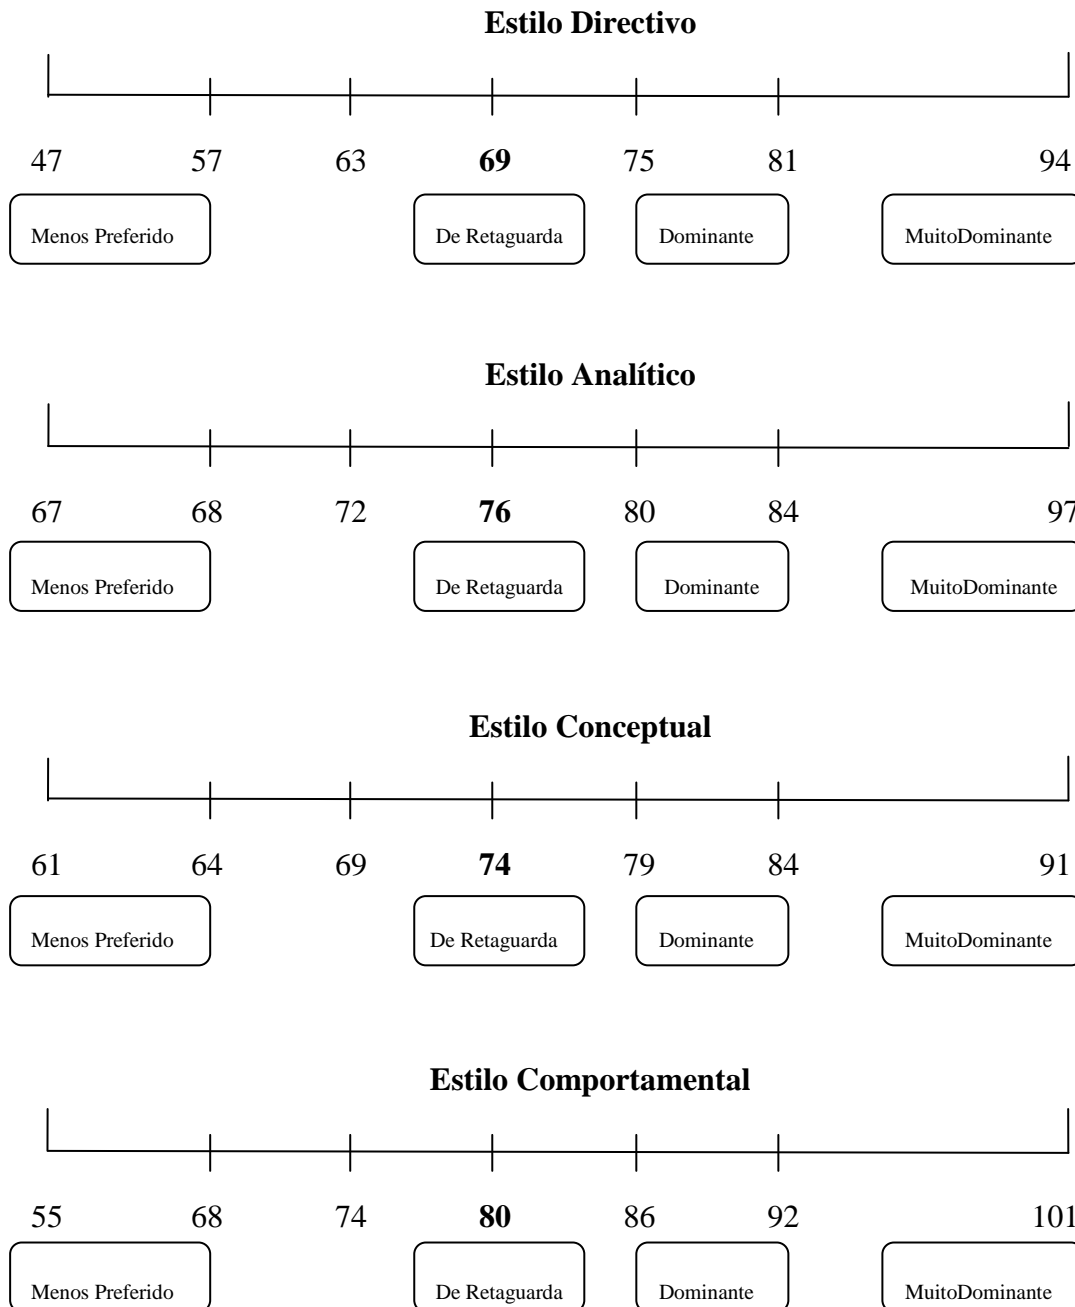 Estilo Directivo
47 57 63 69 75 81 94
Menos Preferido De Retaguarda Dominante MuitoDominante
Estilo Analítico
67 68 72 76 80 84 97
Menos Preferido De Retaguarda Dominante MuitoDominante
Estilo Conceptual
61 64 69 74 79 84 91
Menos Preferido De Retaguarda Dominante MuitoDominante
Estilo Comportamental
55 68 74 80 86 92 101
Menos Preferido De Retaguarda Dominante MuitoDominante